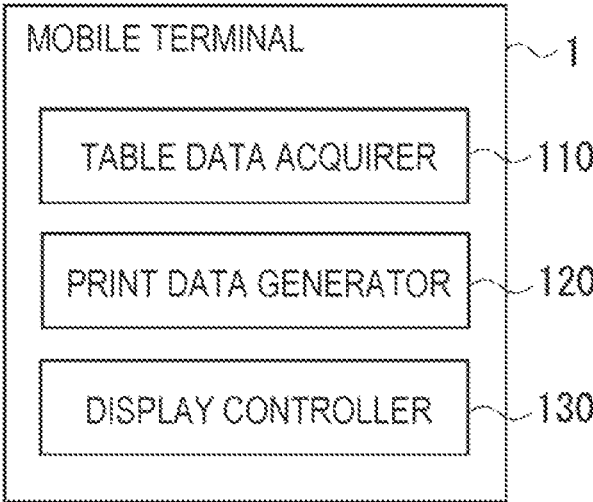 MOBILE TERMINAL
1
TABLE DATA ACQUIRER
110
PRINT DATA GENERATOR
120
DISPLAY CONTROLLER
130